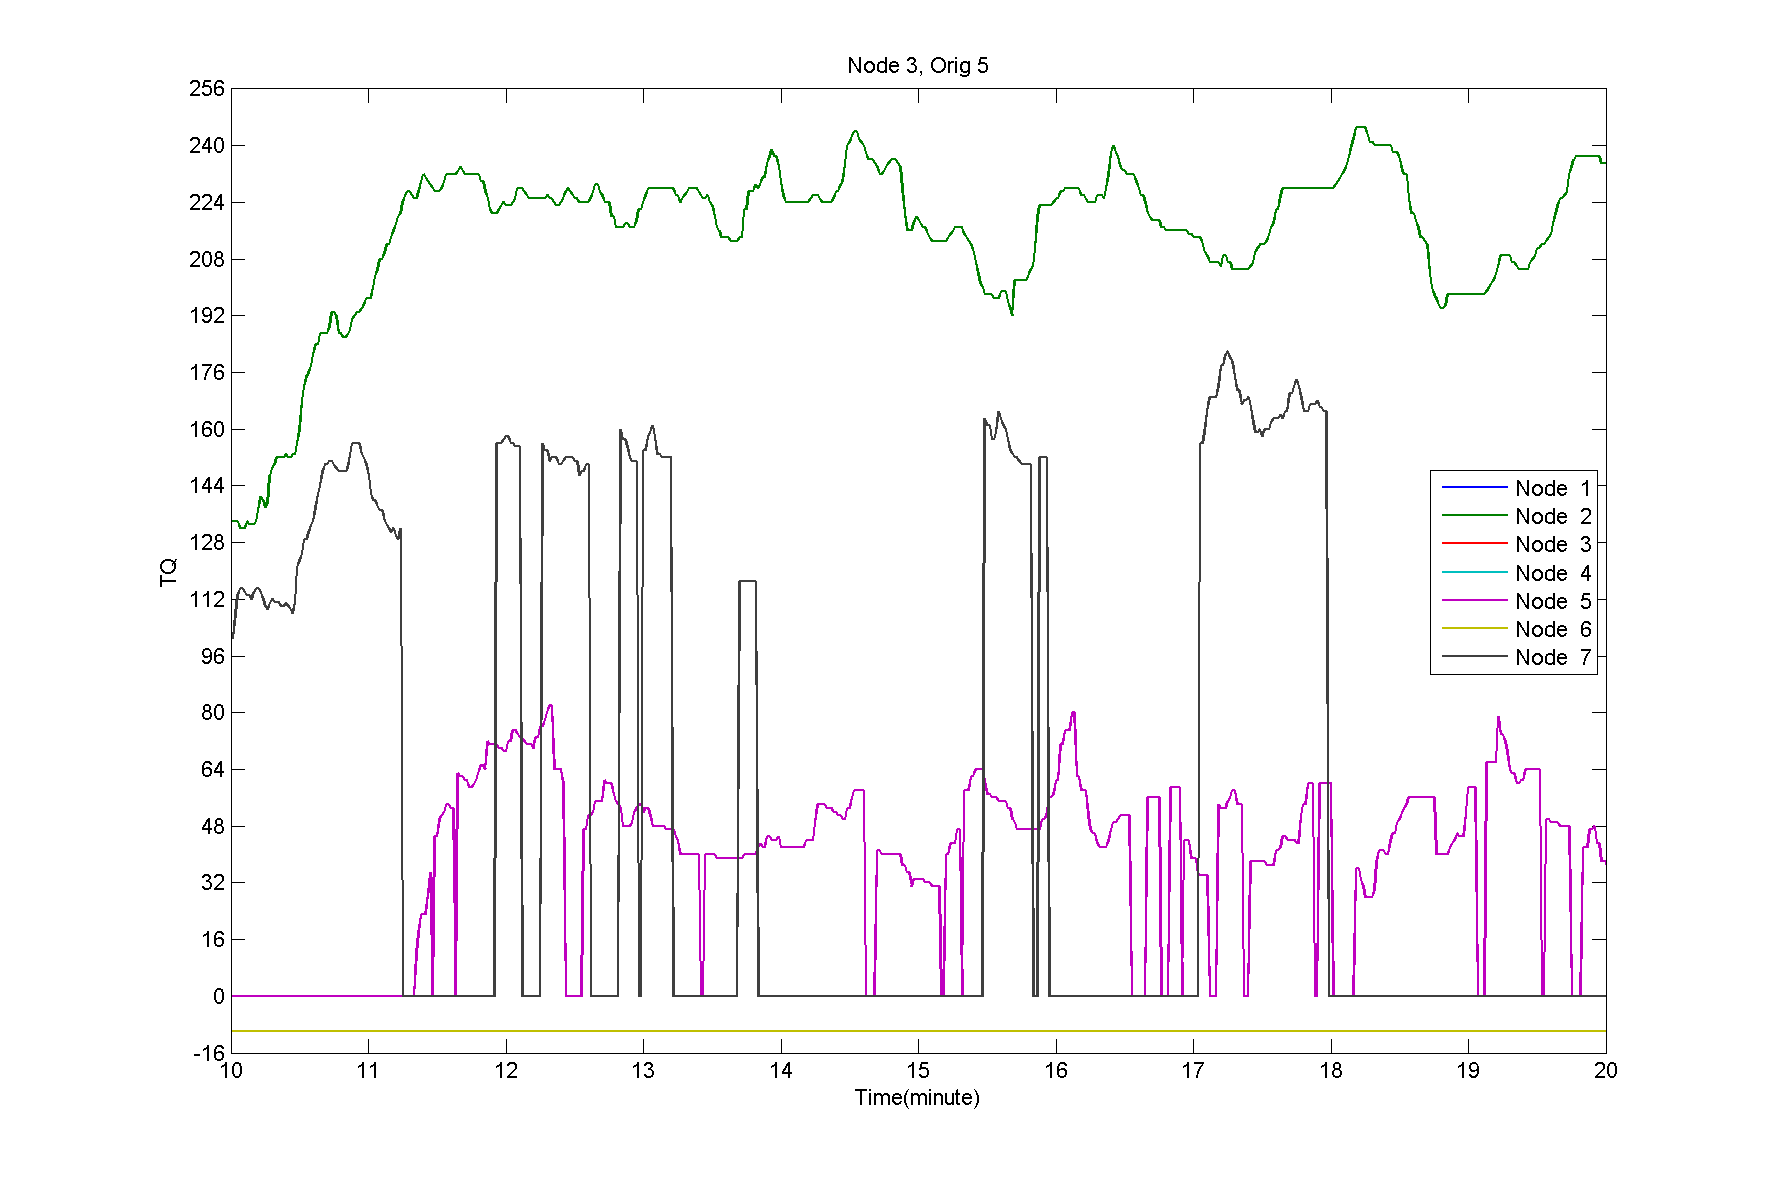 Node 3, Orig 5
256
240
224
208
192
176
160
144
128
112
96
80
64
48
32
16
0
-16
TQ
Node 1
Node 2
Node 3
Node 4
Node 5
Node 6
Node 7
10 11 12 13 14 15 16 17 18 19 20
Time(minute)